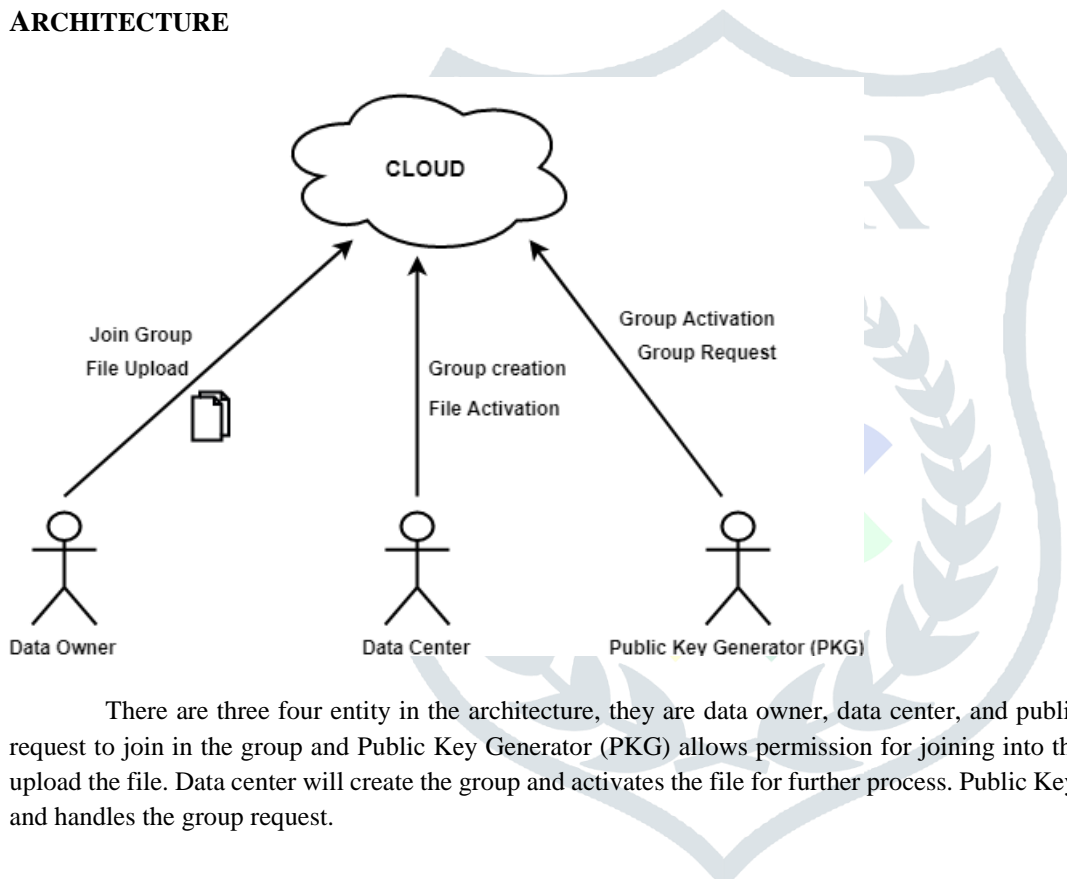 ARCHITECTURE
CLOUD
Join Group
File Upload
Group creation
File Activation
Group Activation
Group Request
Data Owner
Data Center
Public Key Generator (PKG)
There are three four entity in the architecture, they are data owner, data center, and publi
request to join in the group and Public Key Generator (PKG) allows permission for joining into th
upload the file. Data center will create the group and activates the file for further process. Public Key
and handles the group request.
R